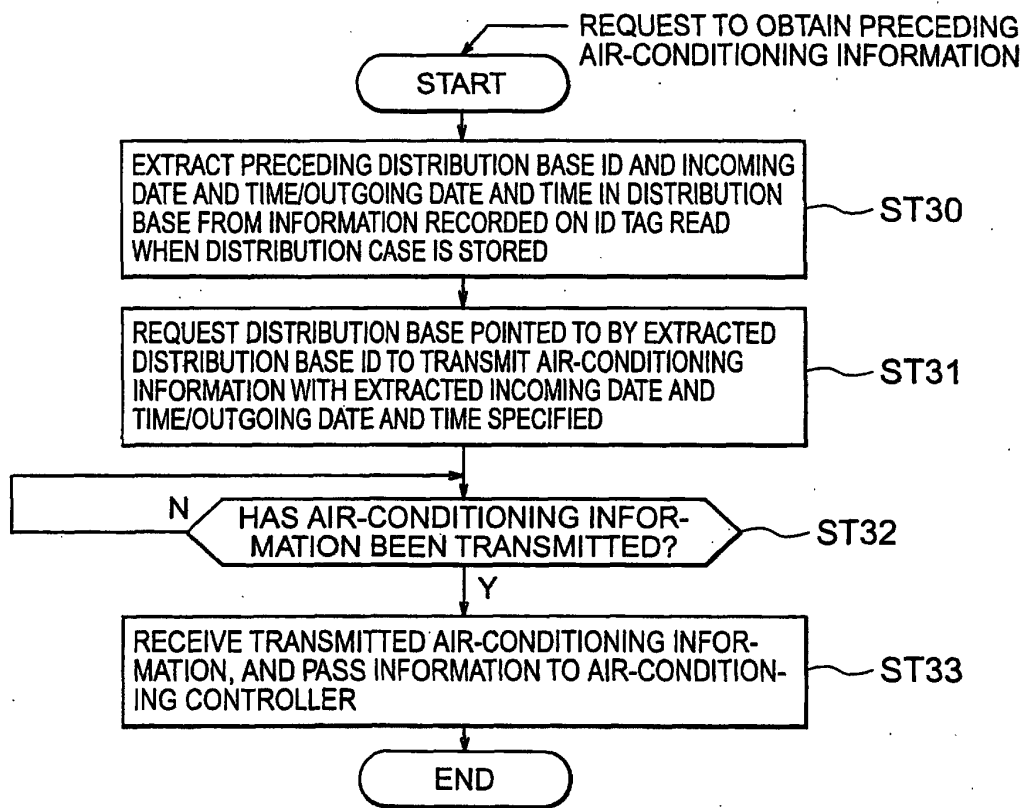 REQUEST TO OBTAIN PRECEDING
AIR-CONDITIONING INFORMATION
START
EXTRACT PRECEDING DISTRIBUTION BASE ID AND INCOMING
DATE AND TIME/OUTGOING DATE AND TIME IN DISTRIBUTION
BASE FROM INFORMATION RECORDED ON ID TAG READ
WHEN DISTRIBUTION CASE IS STORED
ST30
REQUEST DISTRIBUTION BASE POINTED TO BY EXTRACTED
DISTRIBUTION BASE ID TO TRANSMIT AIR-CONDITIONING
INFORMATION WITH EXTRACTED INCOMING DATE AND
TIME/OUTGOING DATE AND TIME SPECIFIED
ST31
N
HAS AIR-CONDITIONING INFOR-
MATION BEEN TRANSMITTED?
ST32
Y
RECEIVE TRANSMITTED AIR-CONDITIONING INFOR-
MATION, AND PASS INFORMATION TO AIR-CONDITION-
ING CONTROLLER
ST33
END